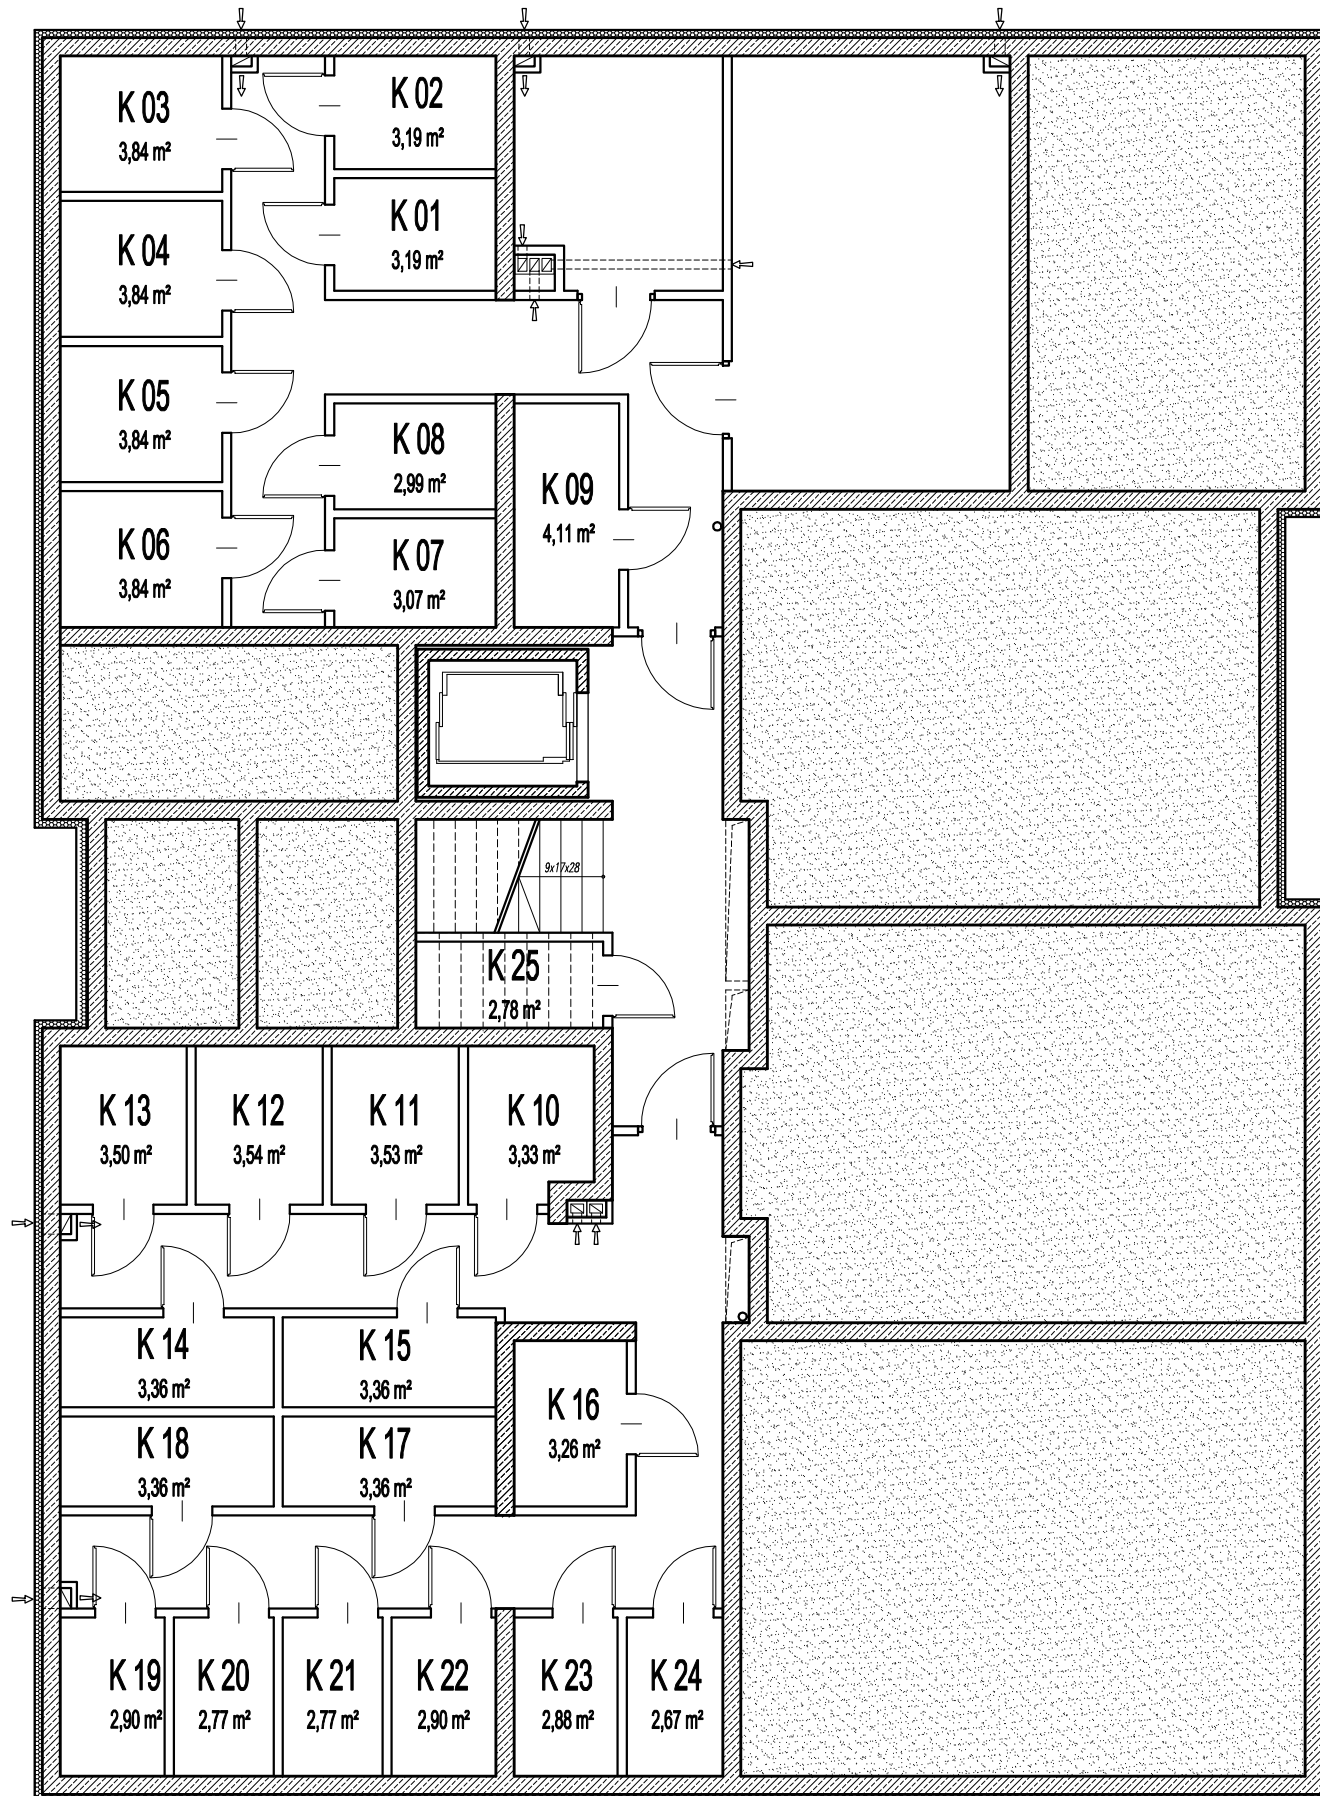 K 03
3,84 m²
K 02
3,19 m²
K 04
3,84 m²
K 01
3,19 m²
K 05
3,84 m²
K 08
2,99 m²
K 09
4,11 m²
K 06
3,84 m²
K 07
3,07 m²
9x17x28
K 25
2,78 m²
K 13
3,50 m²
K 12
3,54 m²
K 11
3,53 m²
K 10
3,33 m²
K 14
3,36 m²
K 15
3,36 m²
K 16
3,26 m²
K 18
3,36 m²
K 17
3,36 m²
K 19
2,90 m²
K 20
2,77 m²
K 21
2,77 m²
K 22
2,90 m²
K 23
2,88 m²
K 24
2,67 m²